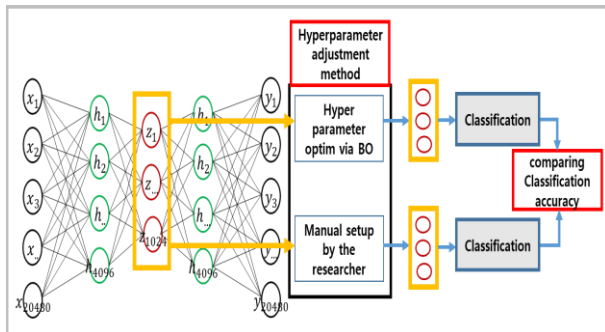 Hyperparameter
adjustment
method
x1
x2
x3
x...
x20480
h1
h2
h...
h4096
z1
z...
z1024
h1
h2
h...
h4096
y1
y2
y3
y...
y20480
Hyper
parameter
optim via BO
Manual setup
by the
researcher
Classification
Classification
comparing
Classification
accuracy